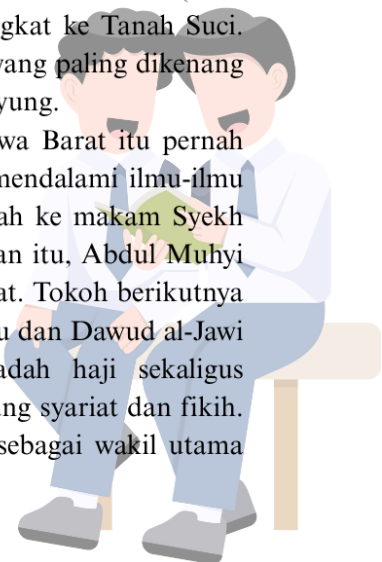 gkat ke Tanah Suci.
yang paling dikenang
yung.
wa Barat itu pernah
mendalami ilmu-ilmu
ah ke makam Syekh
an itu, Abdul Muhyi
at. Tokoh berikutnya
u dan Dawud al-Jawi
adah haji sekaligus
ng syariat dan fikih.
sebagai wakil utama